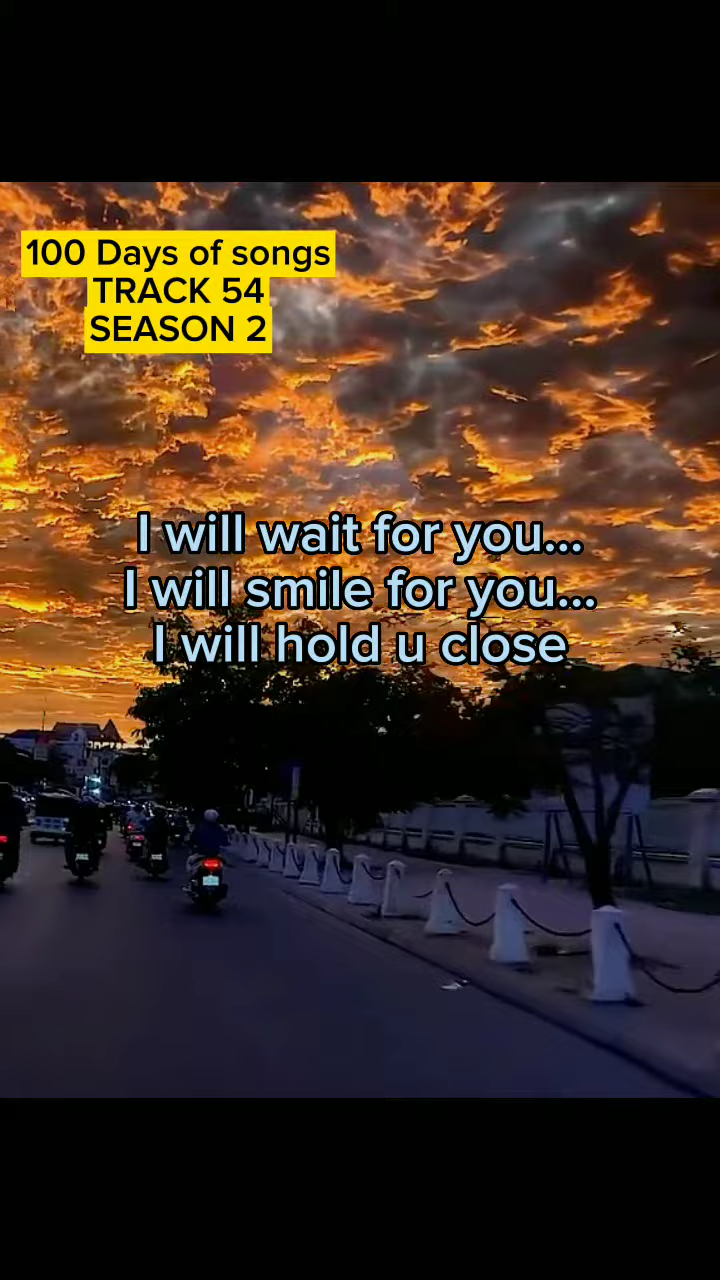 100 Days of songs
TRACK 54
SEASON 2
I will wait for you...
I will smile for you...
I will hold u close